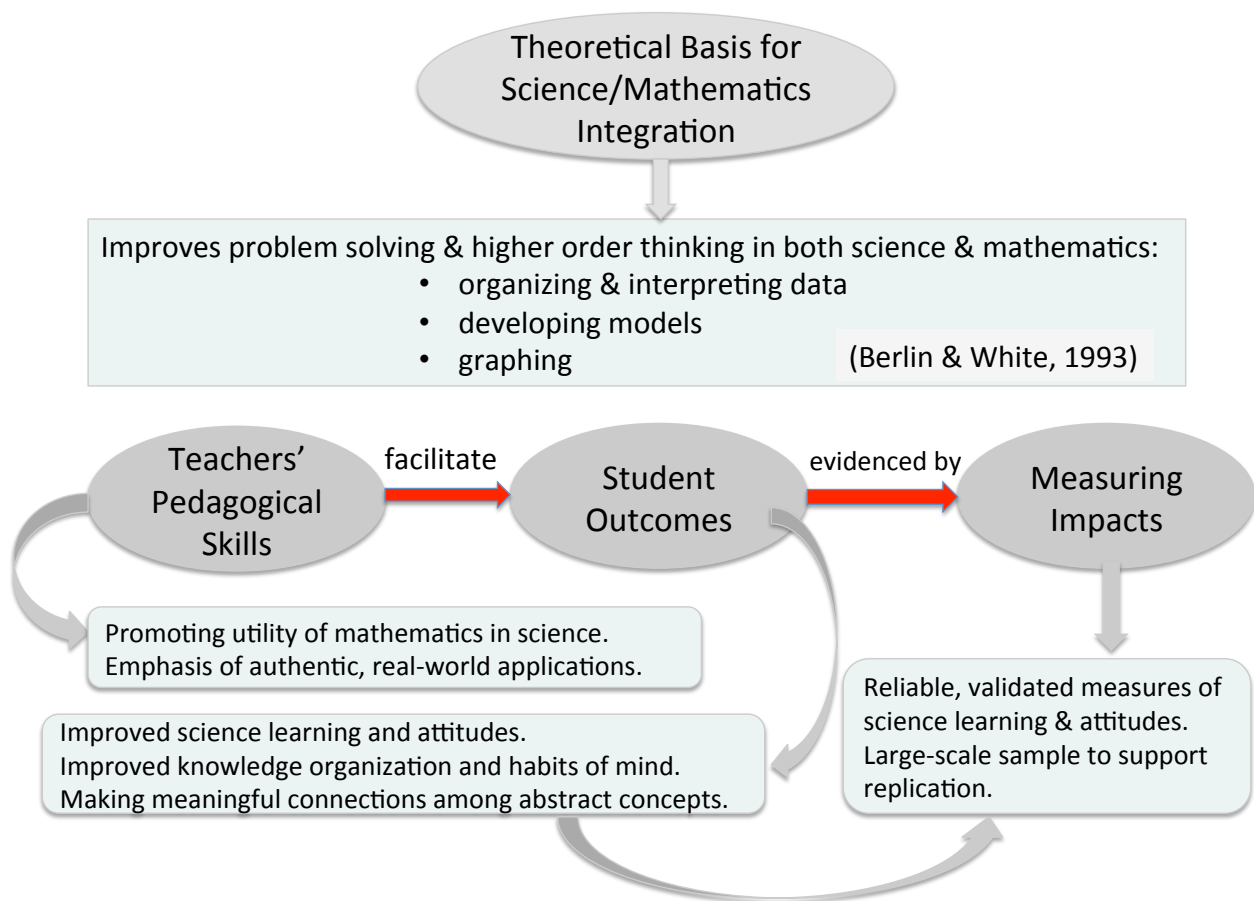 Theoretical Basis for
Science/Mathematics
Integration
Improves problem solving & higher order thinking in both science & mathematics:
• organizing & interpreting data
• developing models
• graphing
(Berlin & White, 1993)
Teachers’
Pedagogical
Skills
facilitate
Student
Outcomes
evidenced by
Measuring
Impacts
Promoting utility of mathematics in science.
Emphasis of authentic, real-world applications.
Improved science learning and attitudes.
Improved knowledge organization and habits of mind.
Making meaningful connections among abstract concepts.
Reliable, validated measures of
science learning & attitudes.
Large-scale sample to support
replication.